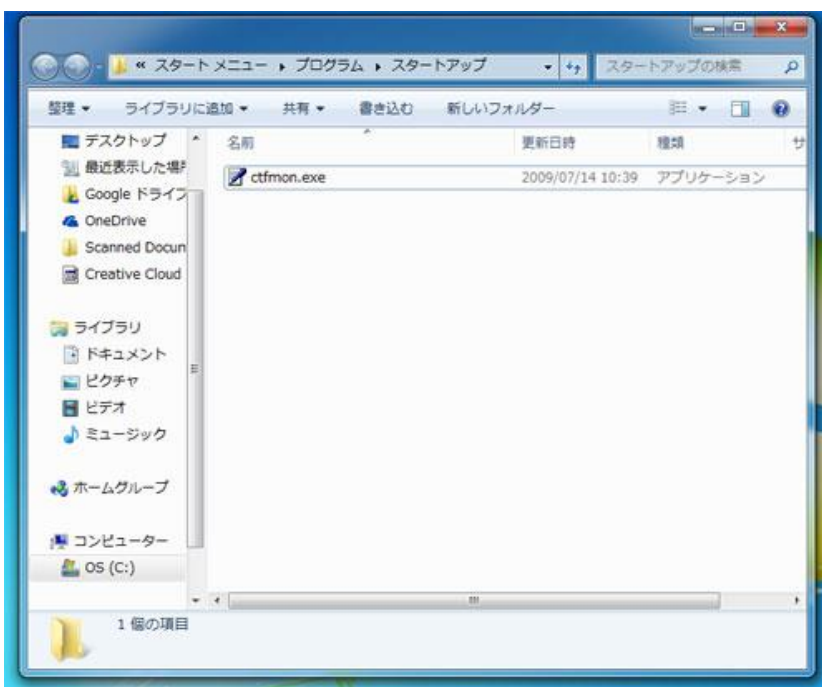 « スタート メニュー ▸ プログラム ▸ スタートアップ
スタートアップの検索
整理 ▼ ライブラリに追加 ▼ 共有 ▼ 書き込む 新しいフォルダー
デスクトップ
最近表示した場所
Google ドライブ
OneDrive
Scanned Docun
Creative Cloud
ライブラリ
ドキュメント
ピクチャ
ビデオ
ミュージック
ホームグループ
コンピューター
OS (C:)
名前 更新日時 種類 サ
ctfmon.exe 2009/07/14 10:39 アプリケーション
1 個の項目